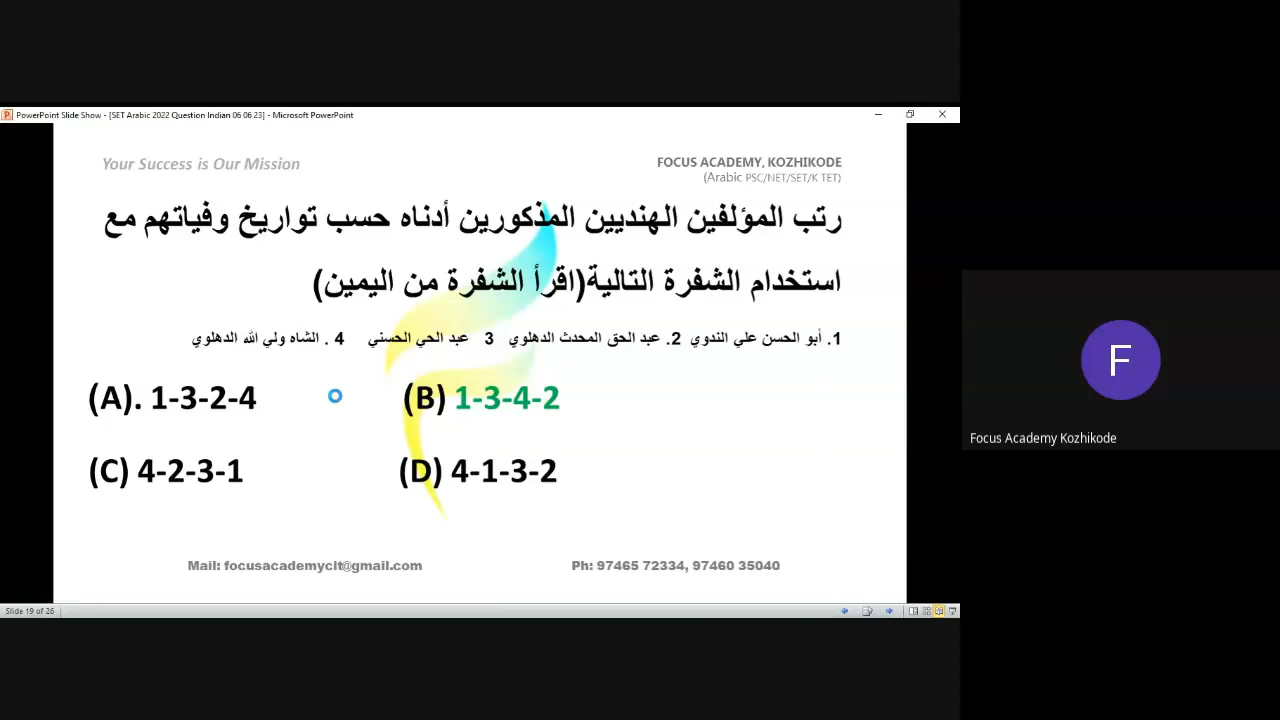 PowerPoint Slide Show - [SET Arabic 2022 Question Indian 06 06 23] - Microsoft PowerPoint
Your Success is Our Mission
FOCUS ACADEMY, KOZHIKODE
(Arabic PSC/NET/SET/K TET)
رتب المؤلفين الهنديين المذكورين أدناه حسب تواريخ وفياتهم مع
استخدام الشفرة التالية(اقرأ الشفرة من اليمين)
1. أبو الحسن علي الندوي 2. عبد الحق المحدث الدهلوي 3 عبد الحي الحسني 4 . الشاه ولي الله الدهلوي
(A). 1-3-2-4 (B) 1-3-4-2
(C) 4-2-3-1 (D) 4-1-3-2
Mail: focusacademyclt@gmail.com Ph: 97465 72334, 97460 35040
Slide 19 of 26
F
Focus Academy Kozhikode